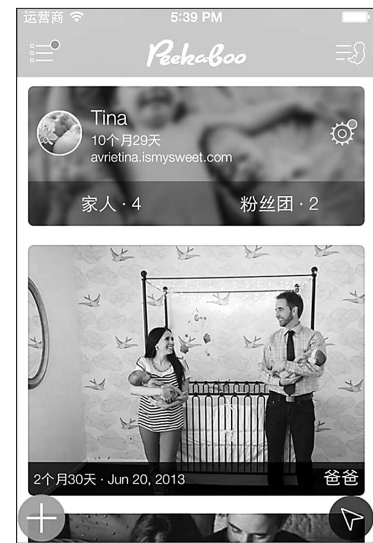 运营商 5:39 PM
Peekaboo
Tina
10个月29天
avrietina.ismysweet.com
家人 · 4 粉丝团 · 2
2个月30天 · Jun 20, 2013 爸爸